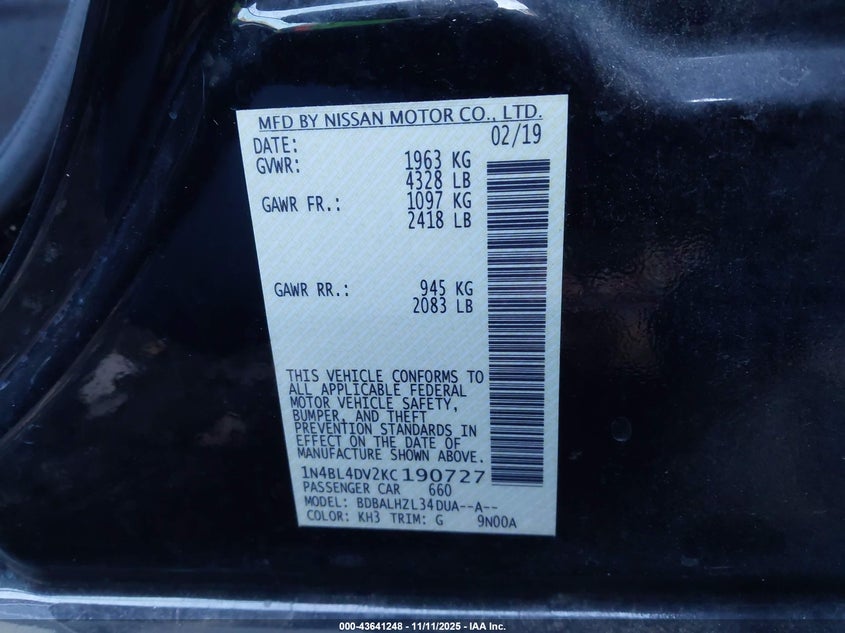 MFD BY NISSAN MOTOR CO., LTD.
DATE: 02/19
GVWR: 1963 KG
4328 LB
GAWR FR.: 1097 KG
2418 LB
GAWR RR.: 945 KG
2083 LB
THIS VEHICLE CONFORMS TO
ALL APPLICABLE FEDERAL
MOTOR VEHICLE SAFETY,
BUMPER, AND THEFT
PREVENTION STANDARDS IN
EFFECT ON THE DATE OF
MANUFACTURE SHOWN ABOVE.
1N4BL4DV2KC190727
PASSENGER CAR 660
MODEL: BDBALHZL34DUA--A--
COLOR: KH3 TRIM: G 9N00A
000-43641248 - 11/11/2025 - IAA Inc.